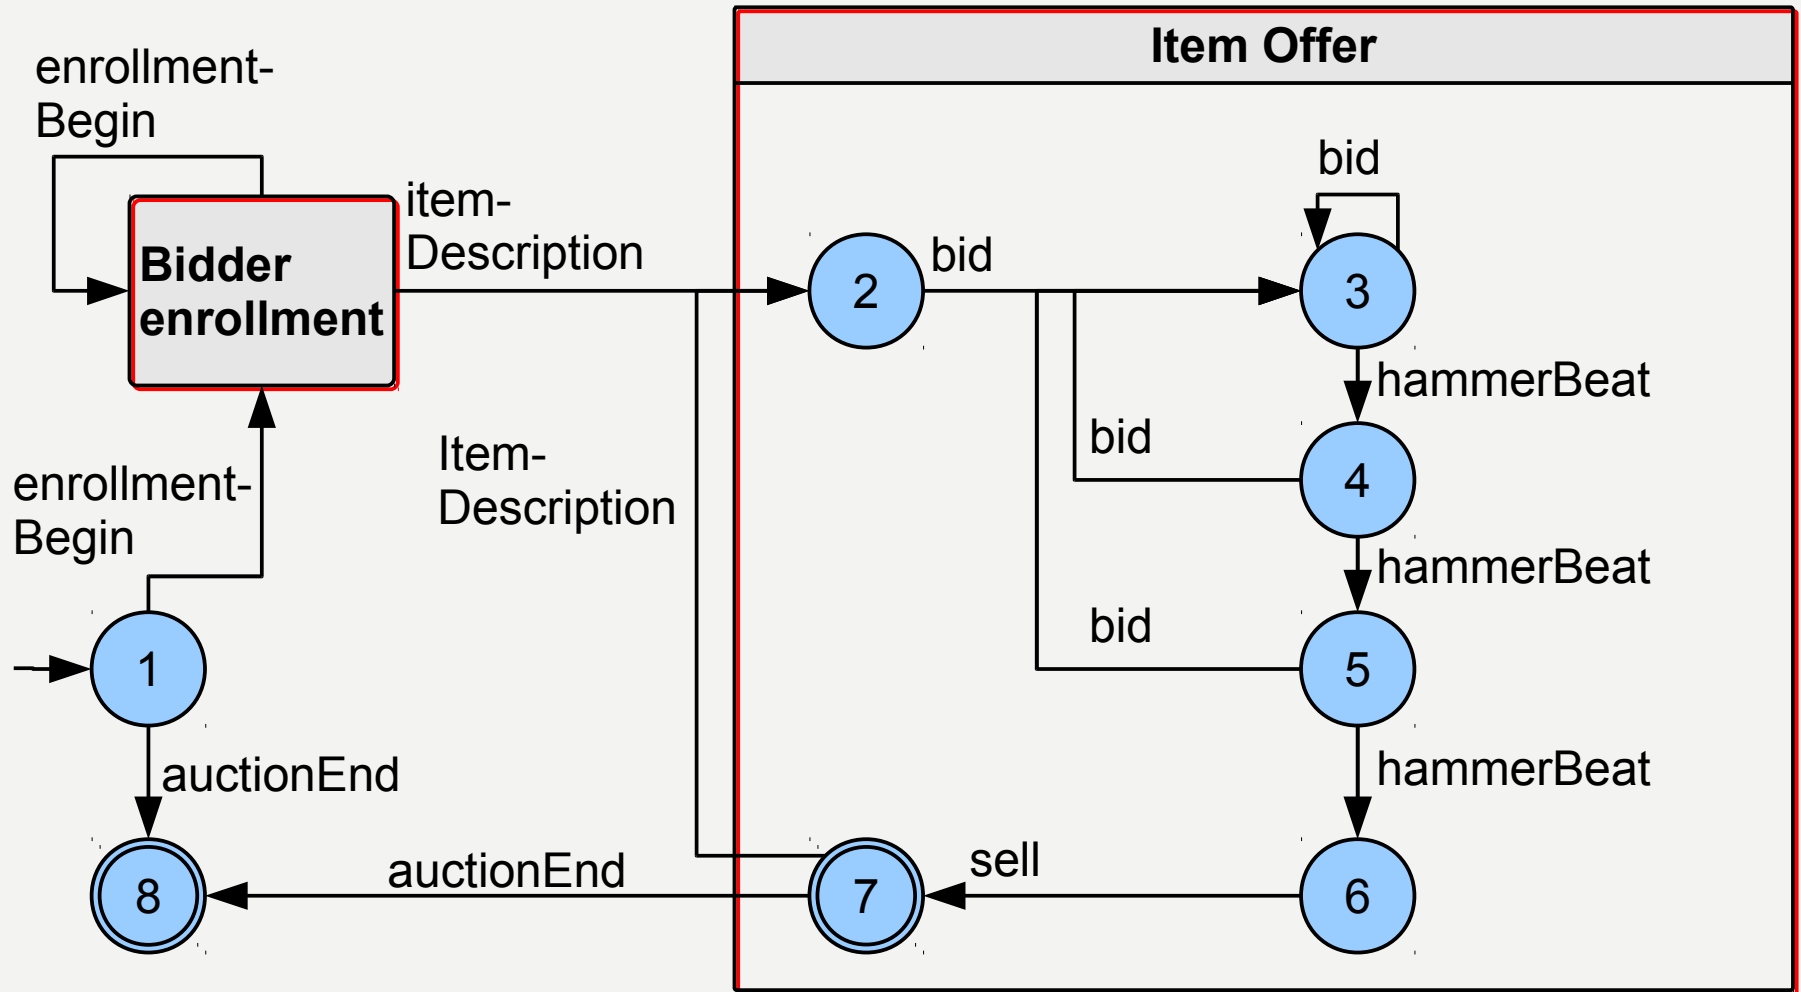 Item Offer
enrollment-
Begin
bid
item-
Description
Bidder
enrollment
2
bid
3
hammerBeat
bid
4
Item-
Description
enrollment-
Begin
hammerBeat
bid
1
5
auctionEnd
hammerBeat
auctionEnd
sell
8
7
6